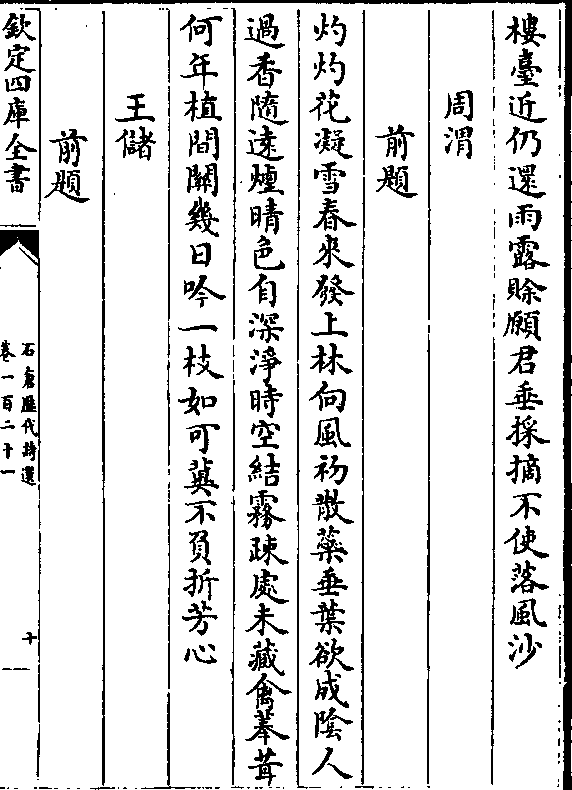 樓臺近仍還雨露賒願君垂採摘不使落風沙
周渭
前題
灼灼花凝雪春來發上林向風初散蘂垂葉欲成陰人
過香隨遠煙晴色自深淨時空結霧疎處未藏禽菶茸
何年植間關幾日吟一枝如可冀不負折芳心
王儲
前題
欽定四庫全書
石倉歷代詩選
卷一百二十一
十